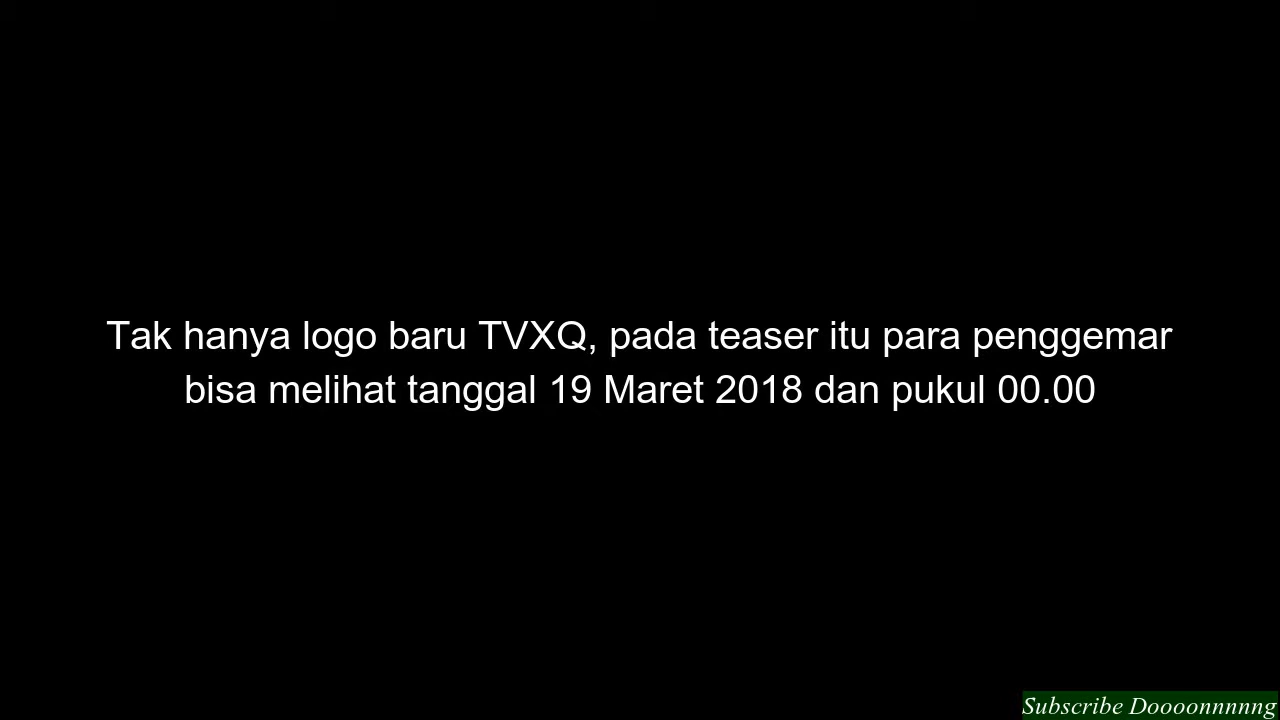 Tak hanya logo baru TVXQ, pada teaser itu para penggemar
bisa melihat tanggal 19 Maret 2018 dan pukul 00.00
Subscribe Doooonnnnng